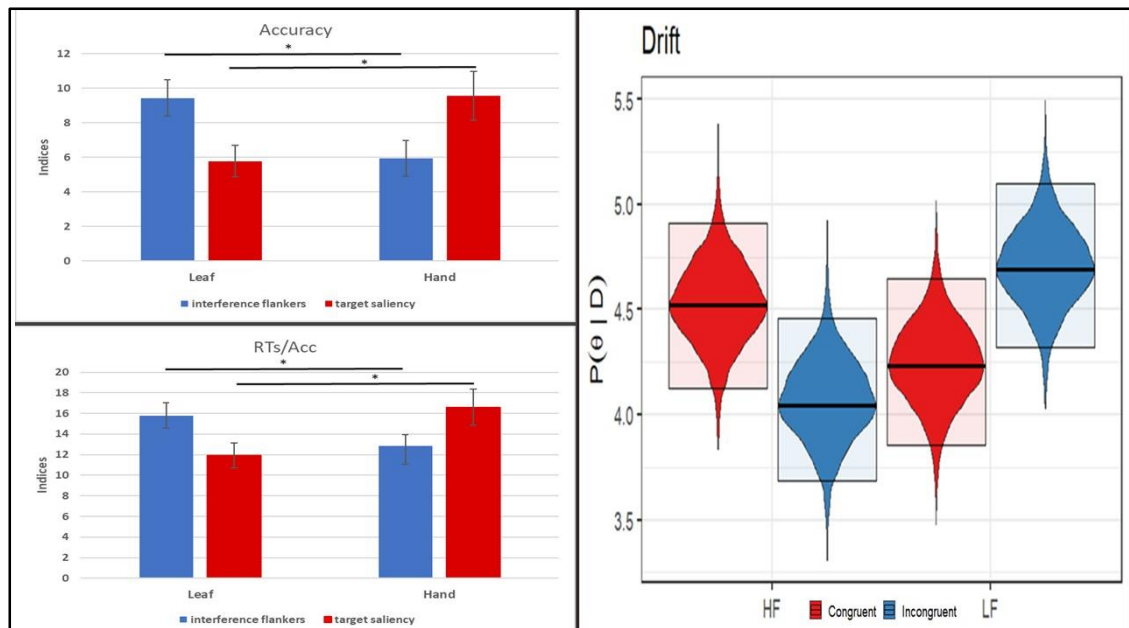 Accuracy
*
*
12
10
8
6
4
2
0
Indices
Leaf Hand
interference flankers target saliency
RTs/Acc
*
*
20
18
16
14
12
10
8
6
4
2
0
Indices
Leaf Hand
interference flankers target saliency
Drift
5.5
5.0
4.5
4.0
3.5
P(θ | D)
HF LF
Congruent Incongruent